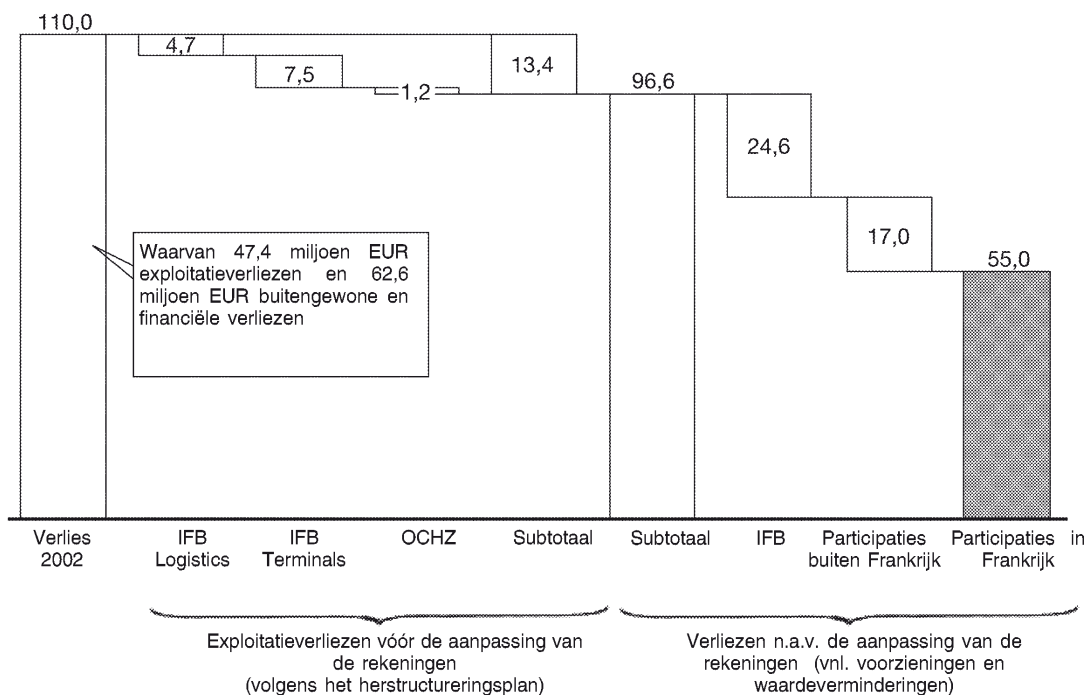 110,0
4,7
7,5
1,2
13,4
96,6
24,6
17,0
55,0
Waarvan 47,4 miljoen EUR
exploitatieverliezen en 62,6
miljoen EUR buitengewone en
financiële verliezen
Verlies
2002
IFB
Logistics
IFB
Terminals
OCHZ
Subtotaal
Subtotaal
IFB
Participaties
buiten Frankrijk
Participaties in
Frankrijk
Exploitatieverliezen vóór de aanpassing van
de rekeningen
(volgens het herstructureringsplan)
Verliezen n.a.v. de aanpassing van de
rekeningen (vnl. voorzieningen en
waardeverminderingen)